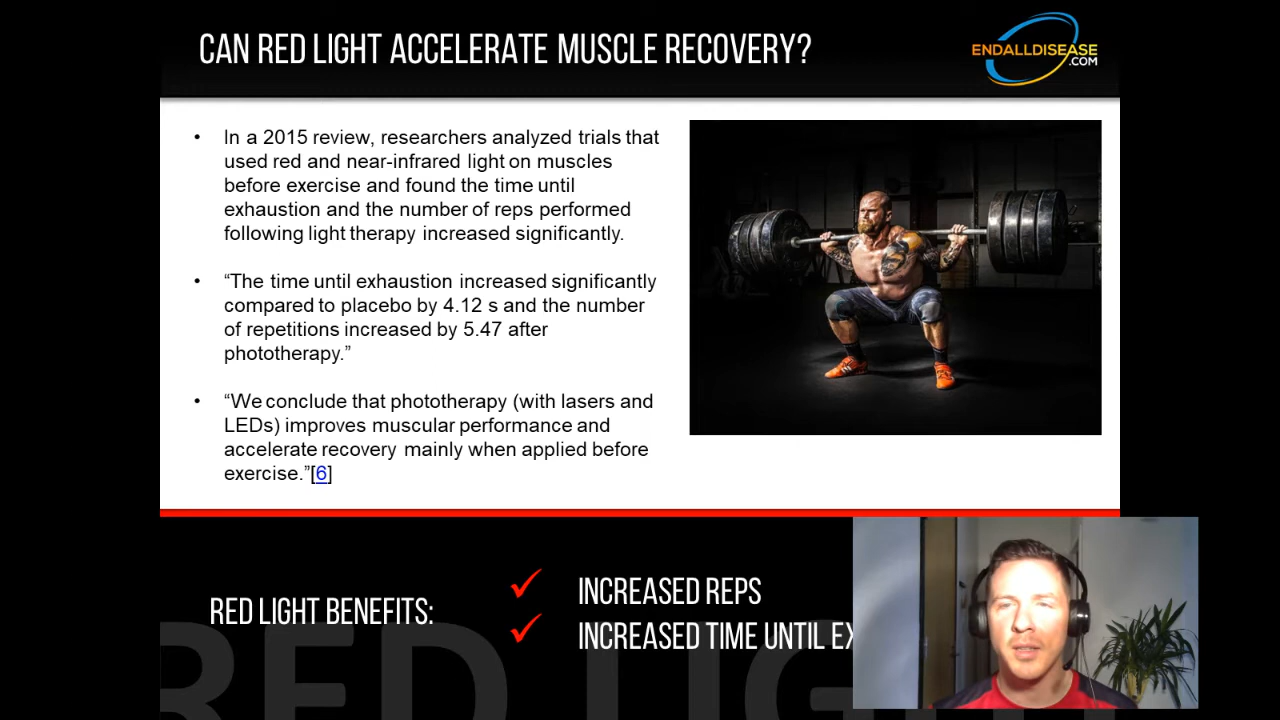 CAN RED LIGHT ACCELERATE MUSCLE RECOVERY?
ENDALLDISEASE
.COM
• In a 2015 review, researchers analyzed trials that
used red and near-infrared light on muscles
before exercise and found the time until
exhaustion and the number of reps performed
following light therapy increased significantly.
• “The time until exhaustion increased significantly
compared to placebo by 4.12 s and the number
of repetitions increased by 5.47 after
phototherapy.”
• “We conclude that phototherapy (with lasers and
LEDs) improves muscular performance and
accelerate recovery mainly when applied before
exercise.”[6]
RED LIGHT BENEFITS:
✓ INCREASED REPS
✓ INCREASED TIME UNTIL EX
RED LIG